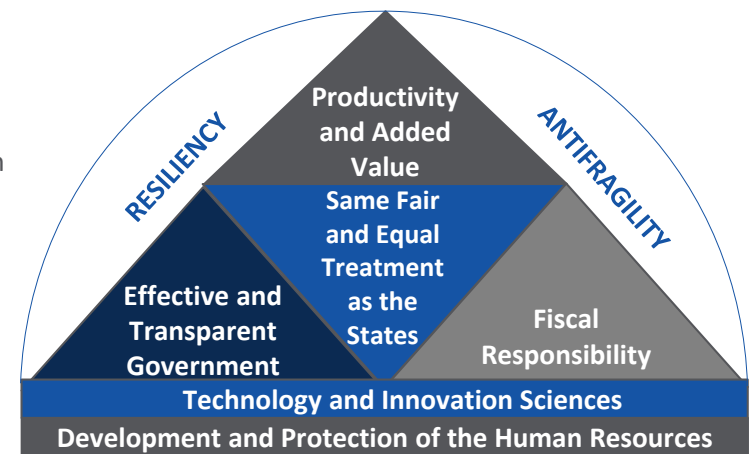 RESILIENCY
ANTIFRAGILITY
Productivity
and Added
Value
Same Fair
and Equal
Treatment
as the
States
Effective and
Transparent
Government
Fiscal
Responsibility
Technology and Innovation Sciences
Development and Protection of the Human Resources